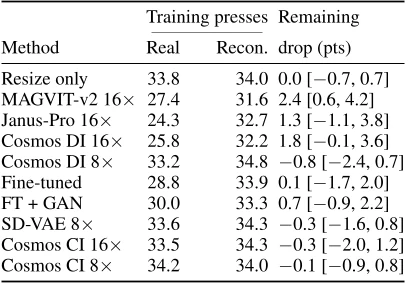 Training presses Remaining
Method Real Recon. drop (pts)
Resize only 33.8 34.0 0.0 [−0.7, 0.7]
MAGVIT-v2 16× 27.4 31.6 2.4 [0.6, 4.2]
Janus-Pro 16× 24.3 32.7 1.3 [−1.1, 3.8]
Cosmos DI 16× 25.8 32.2 1.8 [−0.1, 3.6]
Cosmos DI 8× 33.2 34.8 −0.8 [−2.4, 0.7]
Fine-tuned 28.8 33.9 0.1 [−1.7, 2.0]
FT + GAN 30.0 33.3 0.7 [−0.9, 2.2]
SD-VAE 8× 33.6 34.3 −0.3 [−1.6, 0.8]
Cosmos CI 16× 33.5 34.3 −0.3 [−2.0, 1.2]
Cosmos CI 8× 34.2 34.0 −0.1 [−0.9, 0.8]